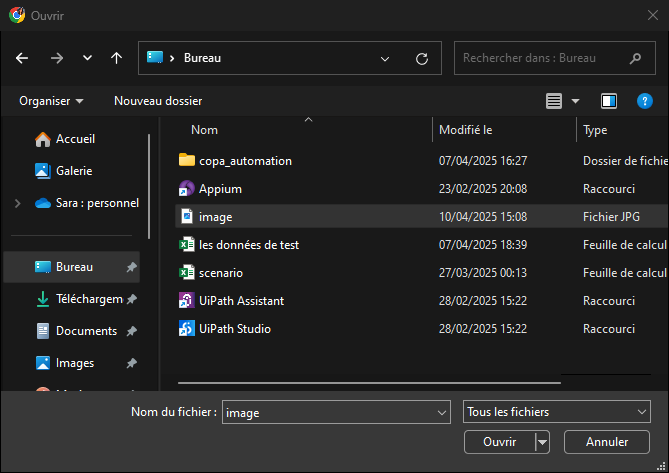 Ouvrir
Bureau
Rechercher dans : Bureau
Organiser
Nouveau dossier
?
Accueil
Galerie
Sara : personnel
Bureau
Téléchargem
Documents
Images
Nom Modifié le Type
copa_automation 07/04/2025 16:27 Dossier de fichie
Appium 23/02/2025 20:08 Raccourci
image 10/04/2025 15:08 Fichier JPG
les données de test 07/04/2025 18:39 Feuille de calcul
scenario 27/03/2025 00:13 Feuille de calcul
UiPath Assistant 28/02/2025 15:22 Raccourci
UiPath Studio 28/02/2025 15:22 Raccourci
Nom du fichier : image
Tous les fichiers
Ouvrir
Annuler